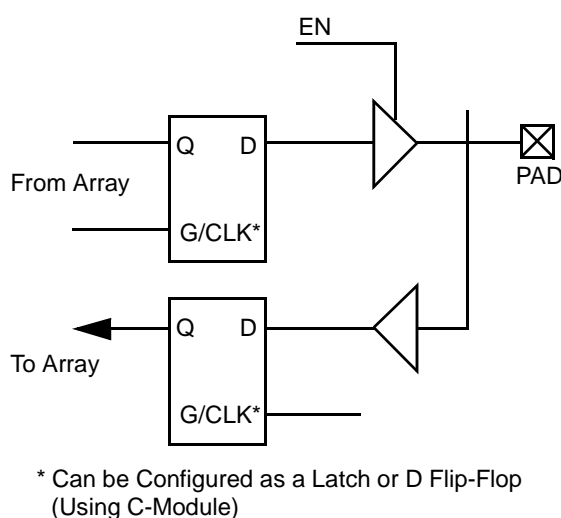 EN
Q D
From Array
PAD
G/CLK*
Q D
To Array
G/CLK*
* Can be Configured as a Latch or D Flip-Flop
(Using C-Module)